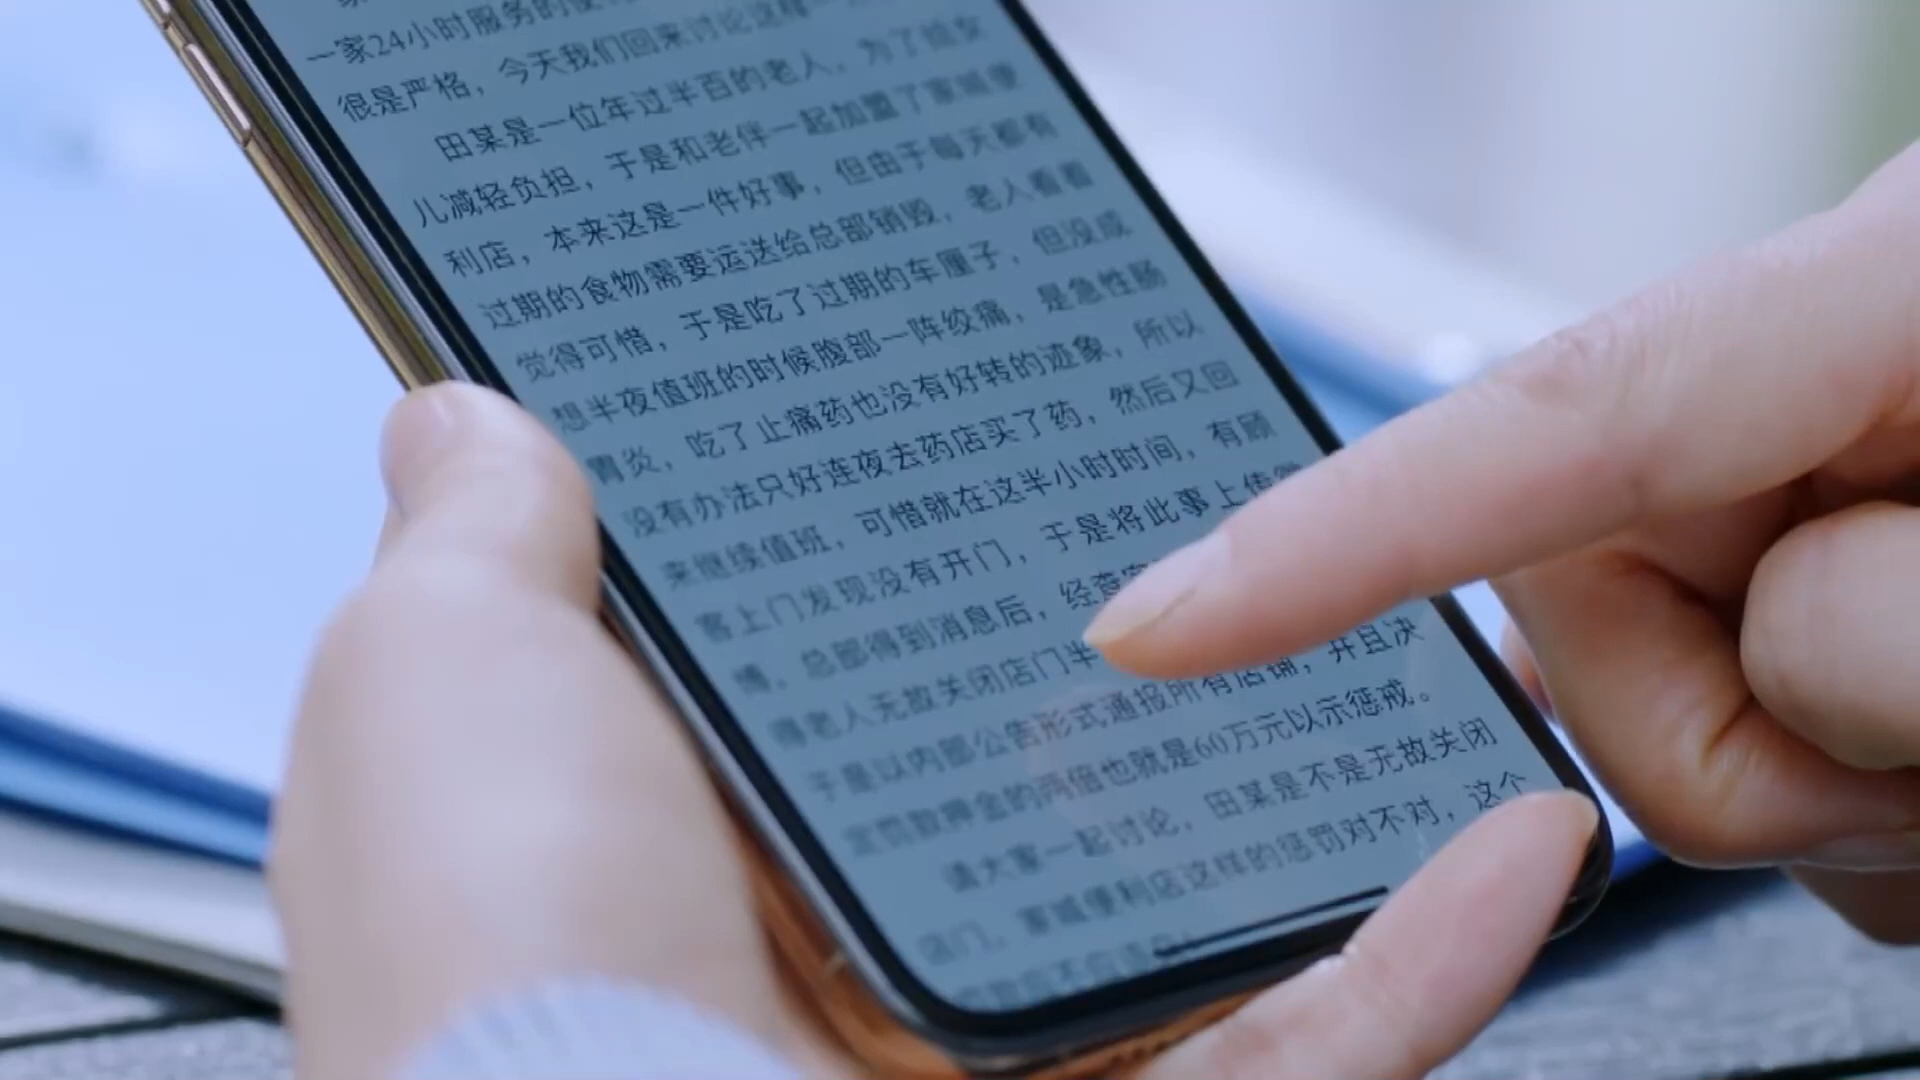 一家24小时服务的便
很是严格，今天我们回来讨论这样一
田某是一位年过半百的老人，为了给女
儿减轻负担，于是和老伴一起加盟了家城便
利店，本来这是一件好事，但由于每天都有
过期的食物需要运送给总部销毁，老人看着
觉得可惜，于是吃了过期的车厘子，但没成
想半夜值班的时候腹部一阵绞痛，是急性肠
胃炎，吃了止痛药也没有好转的迹象，所以
没有办法只好连夜去药店买了药，然后又回
来继续值班，可惜就在这半小时时间，有顾
客上门发现没有开门，于是将此事上传微
博，总部得到消息后，经查
得老人无故关闭店门半
于是以内部公告形式通报所有店铺，并且决
定罚款押金的两倍也就是60万元以示惩戒。
请大家一起讨论，田某是不是无故关闭
店门，家城便利店这样的惩罚对不对，这个